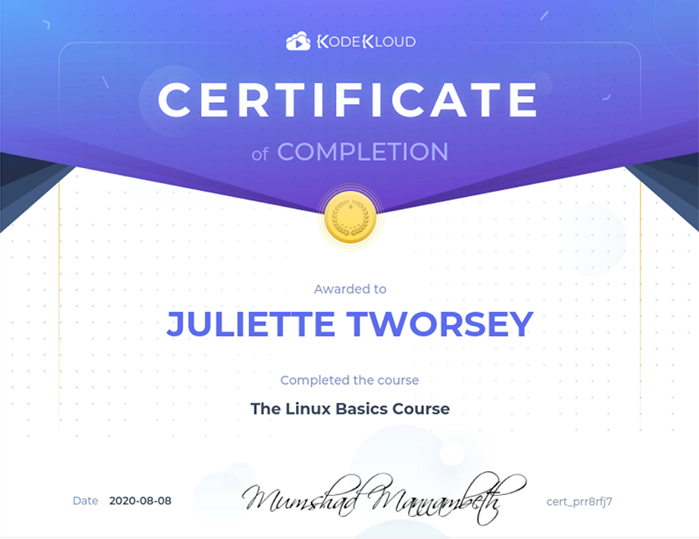 KODEKLOUD
CERTIFICATE
of COMPLETION
Awarded to
JULIETTE TWORSEY
Completed the course
The Linux Basics Course
Date 2020-08-08
Mumshad Mannambeth
cert_prr8rfj7